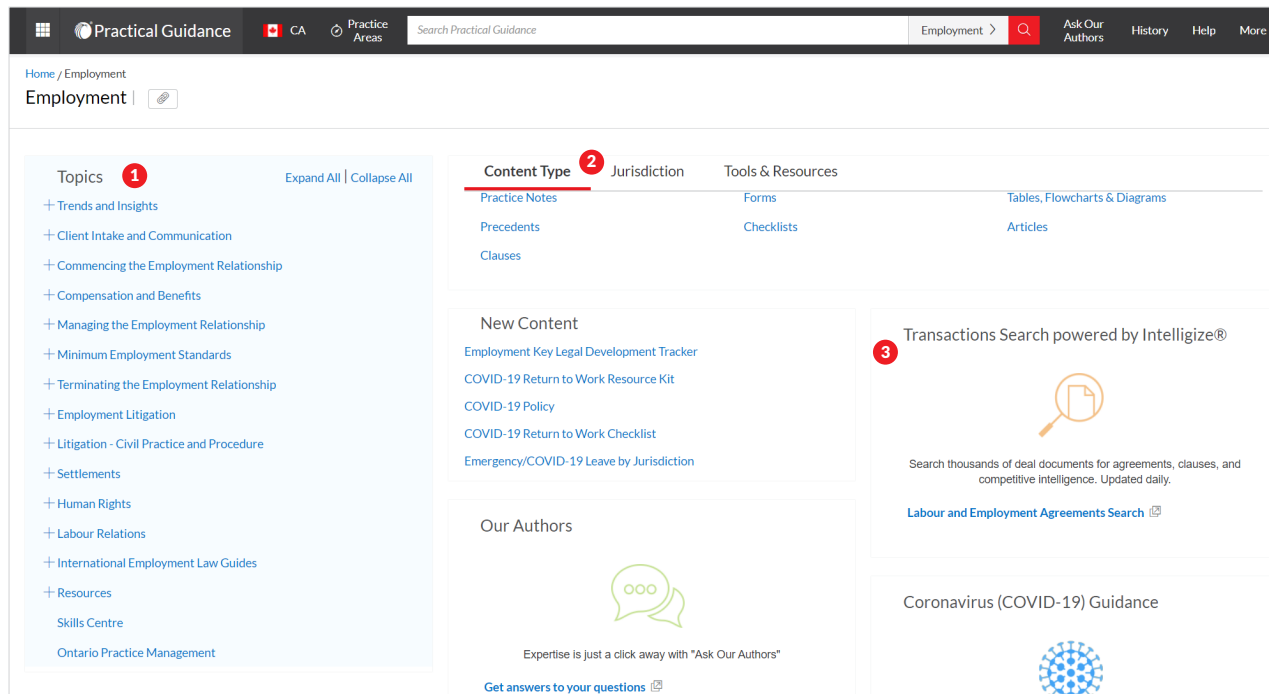 Practical Guidance
CA
Practice
Areas
Search Practical Guidance
Employment >
Ask Our
Authors
History
Help
More
Home / Employment
Employment
Topics
1
Expand All | Collapse All
+ Trends and Insights
+ Client Intake and Communication
+ Commencing the Employment Relationship
+ Compensation and Benefits
+ Managing the Employment Relationship
+ Minimum Employment Standards
+ Terminating the Employment Relationship
+ Employment Litigation
+ Litigation - Civil Practice and Procedure
+ Settlements
+ Human Rights
+ Labour Relations
+ International Employment Law Guides
+ Resources
Skills Centre
Ontario Practice Management
Content Type
2
Jurisdiction
Tools & Resources
Practice Notes
Forms
Tables, Flowcharts & Diagrams
Precedents
Checklists
Articles
Clauses
New Content
Employment Key Legal Development Tracker
COVID-19 Return to Work Resource Kit
COVID-19 Policy
COVID-19 Return to Work Checklist
Emergency/COVID-19 Leave by Jurisdiction
Our Authors
Expertise is just a click away with "Ask Our Authors"
Get answers to your questions
3
Transactions Search powered by Intelligize®
Search thousands of deal documents for agreements, clauses, and
competitive intelligence. Updated daily.
Labour and Employment Agreements Search
Coronavirus (COVID-19) Guidance